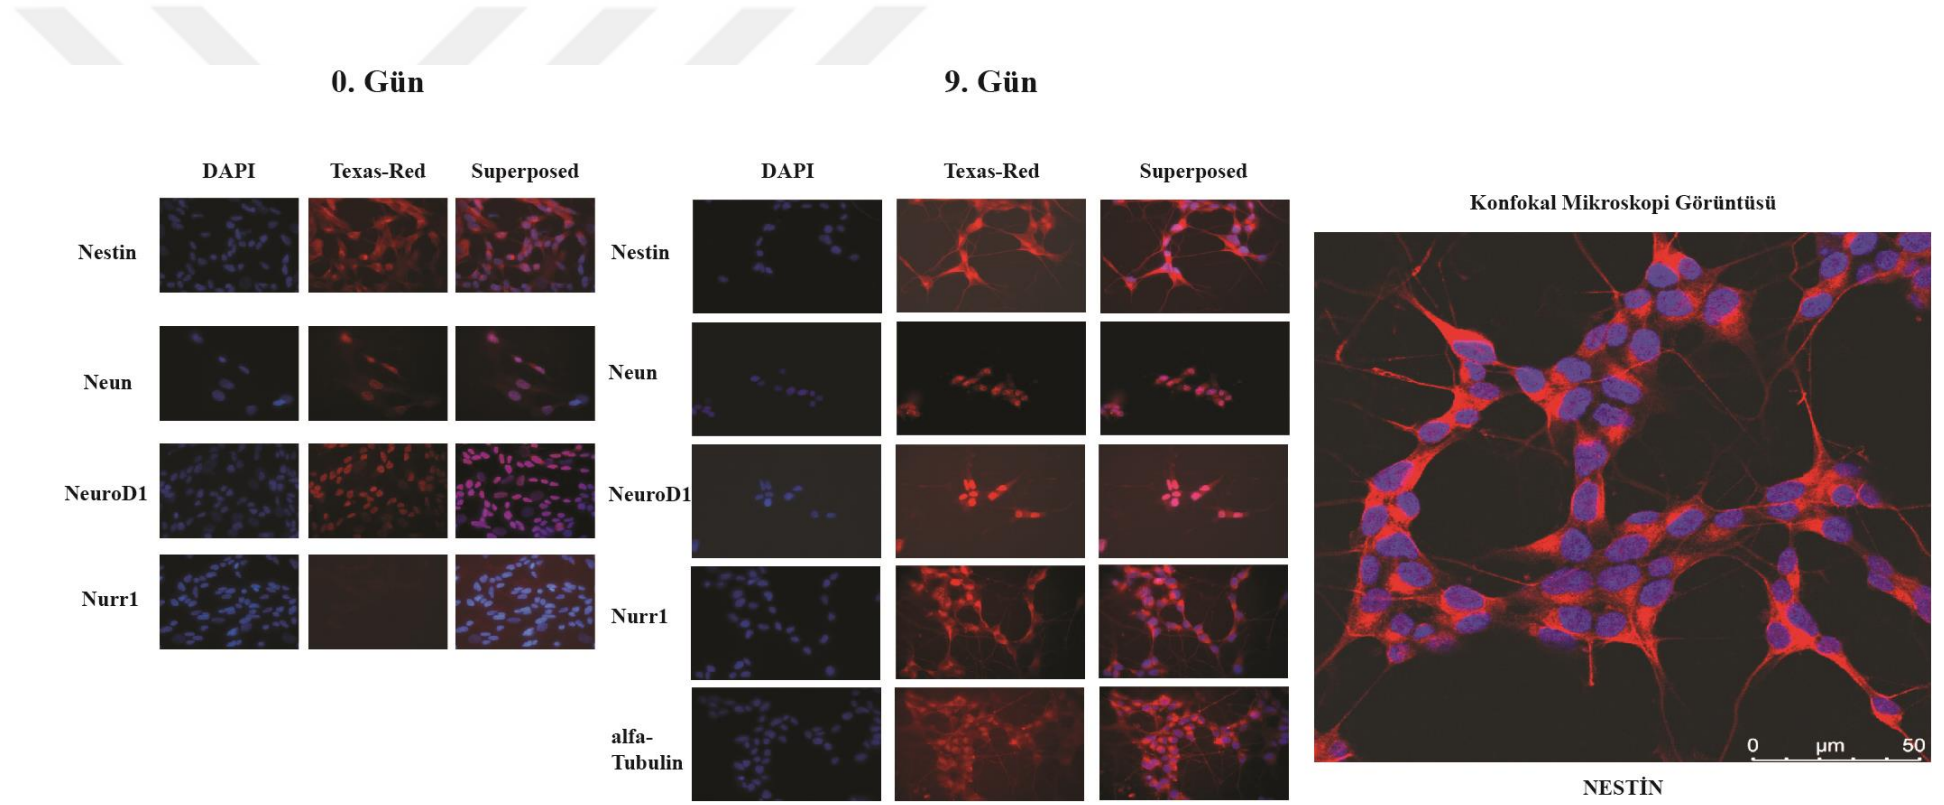 0. Gün
DAPI Texas-Red Superposed
Nestin
Neun
NeuroD1
Nurr1
9. Gün
DAPI Texas-Red Superposed
Nestin
Neun
NeuroD1
Nurr1
alfa-
Tubulin
Konfokal Mikroskopi Görüntüsü
0 µm 50
NESTİN